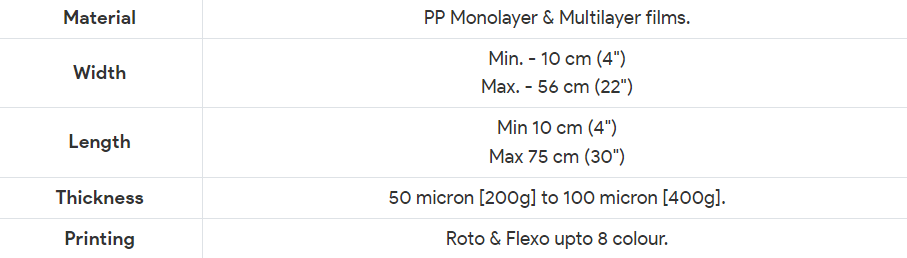 Material
PP Monolayer & Multilayer films.
Width
Min. - 10 cm (4")
Max. - 56 cm (22")
Length
Min 10 cm (4")
Max 75 cm (30")
Thickness
50 micron [200g] to 100 micron [400g].
Printing
Roto & Flexo upto 8 colour.